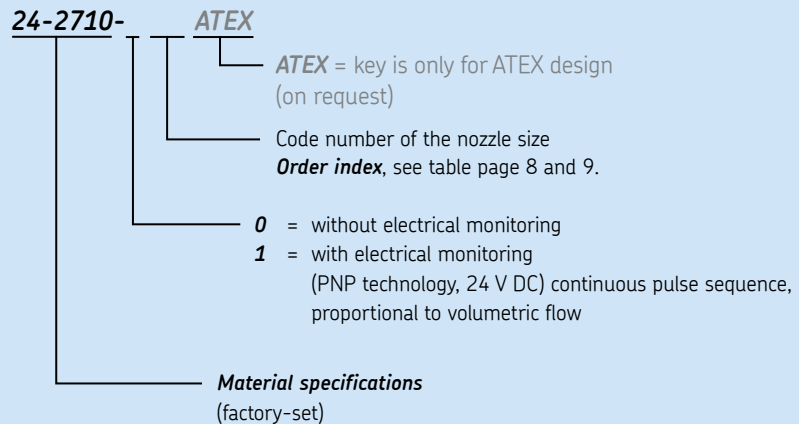 24-2710- _ __ ATEX
ATEX = key is only for ATEX design
(on request)
Code number of the nozzle size
Order index, see table page 8 and 9.
0 = without electrical monitoring
1 = with electrical monitoring
(PNP technology, 24 V DC) continuous pulse sequence,
proportional to volumetric flow
Material specifications
(factory-set)